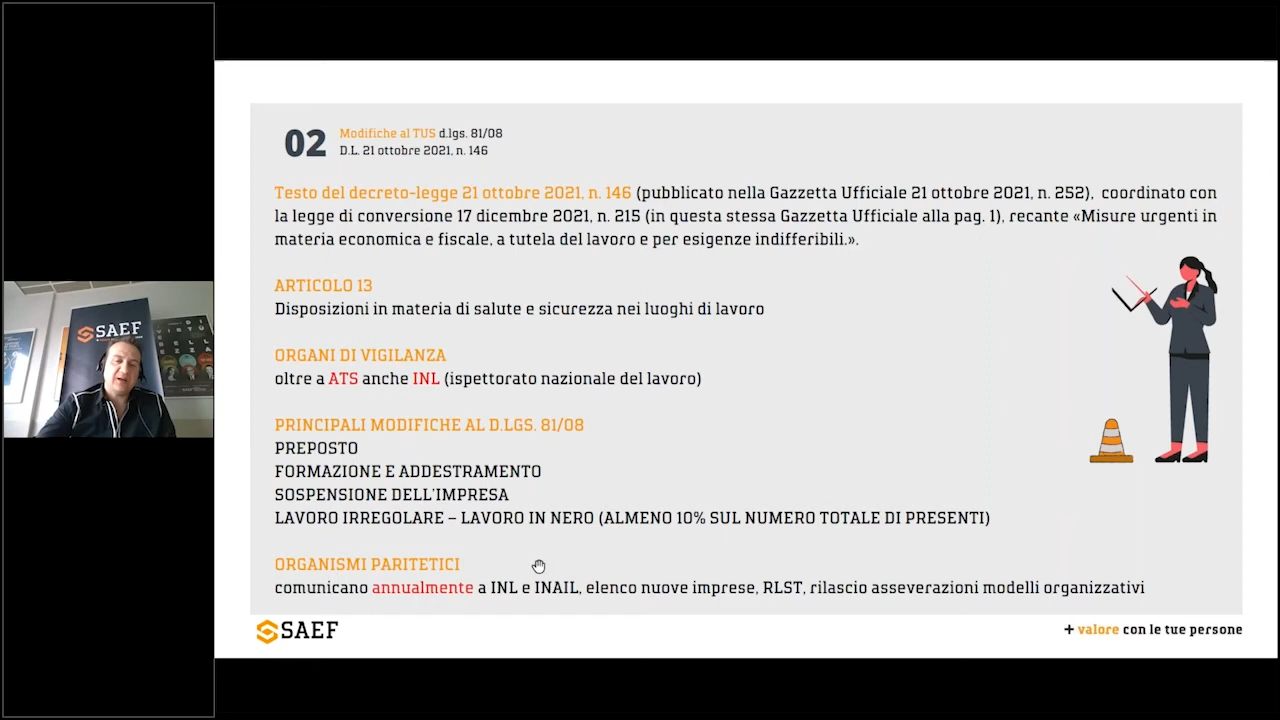 02
Modifiche al TUS d.lgs. 81/08
D.L. 21 ottobre 2021, n. 146
Testo del decreto-legge 21 ottobre 2021, n. 146 (pubblicato nella Gazzetta Ufficiale 21 ottobre 2021, n. 252), coordinato con
la legge di conversione 17 dicembre 2021, n. 215 (in questa stessa Gazzetta Ufficiale alla pag. 1), recante «Misure urgenti in
materia economica e fiscale, a tutela del lavoro e per esigenze indifferibili.».
ARTICOLO 13
Disposizioni in materia di salute e sicurezza nei luoghi di lavoro
ORGANI DI VIGILANZA
oltre a ATS anche INL (ispettorato nazionale del lavoro)
PRINCIPALI MODIFICHE AL D.LGS. 81/08
PREPOSTO
FORMAZIONE E ADDESTRAMENTO
SOSPENSIONE DELL'IMPRESA
LAVORO IRREGOLARE – LAVORO IN NERO (ALMENO 10% SUL NUMERO TOTALE DI PRESENTI)
ORGANISMI PARITETICI
comunicano annualmente a INL e INAIL, elenco nuove imprese, RLST, rilascio asseverazioni modelli organizzativi
SAEF
+ valore con le tue persone
SAEF